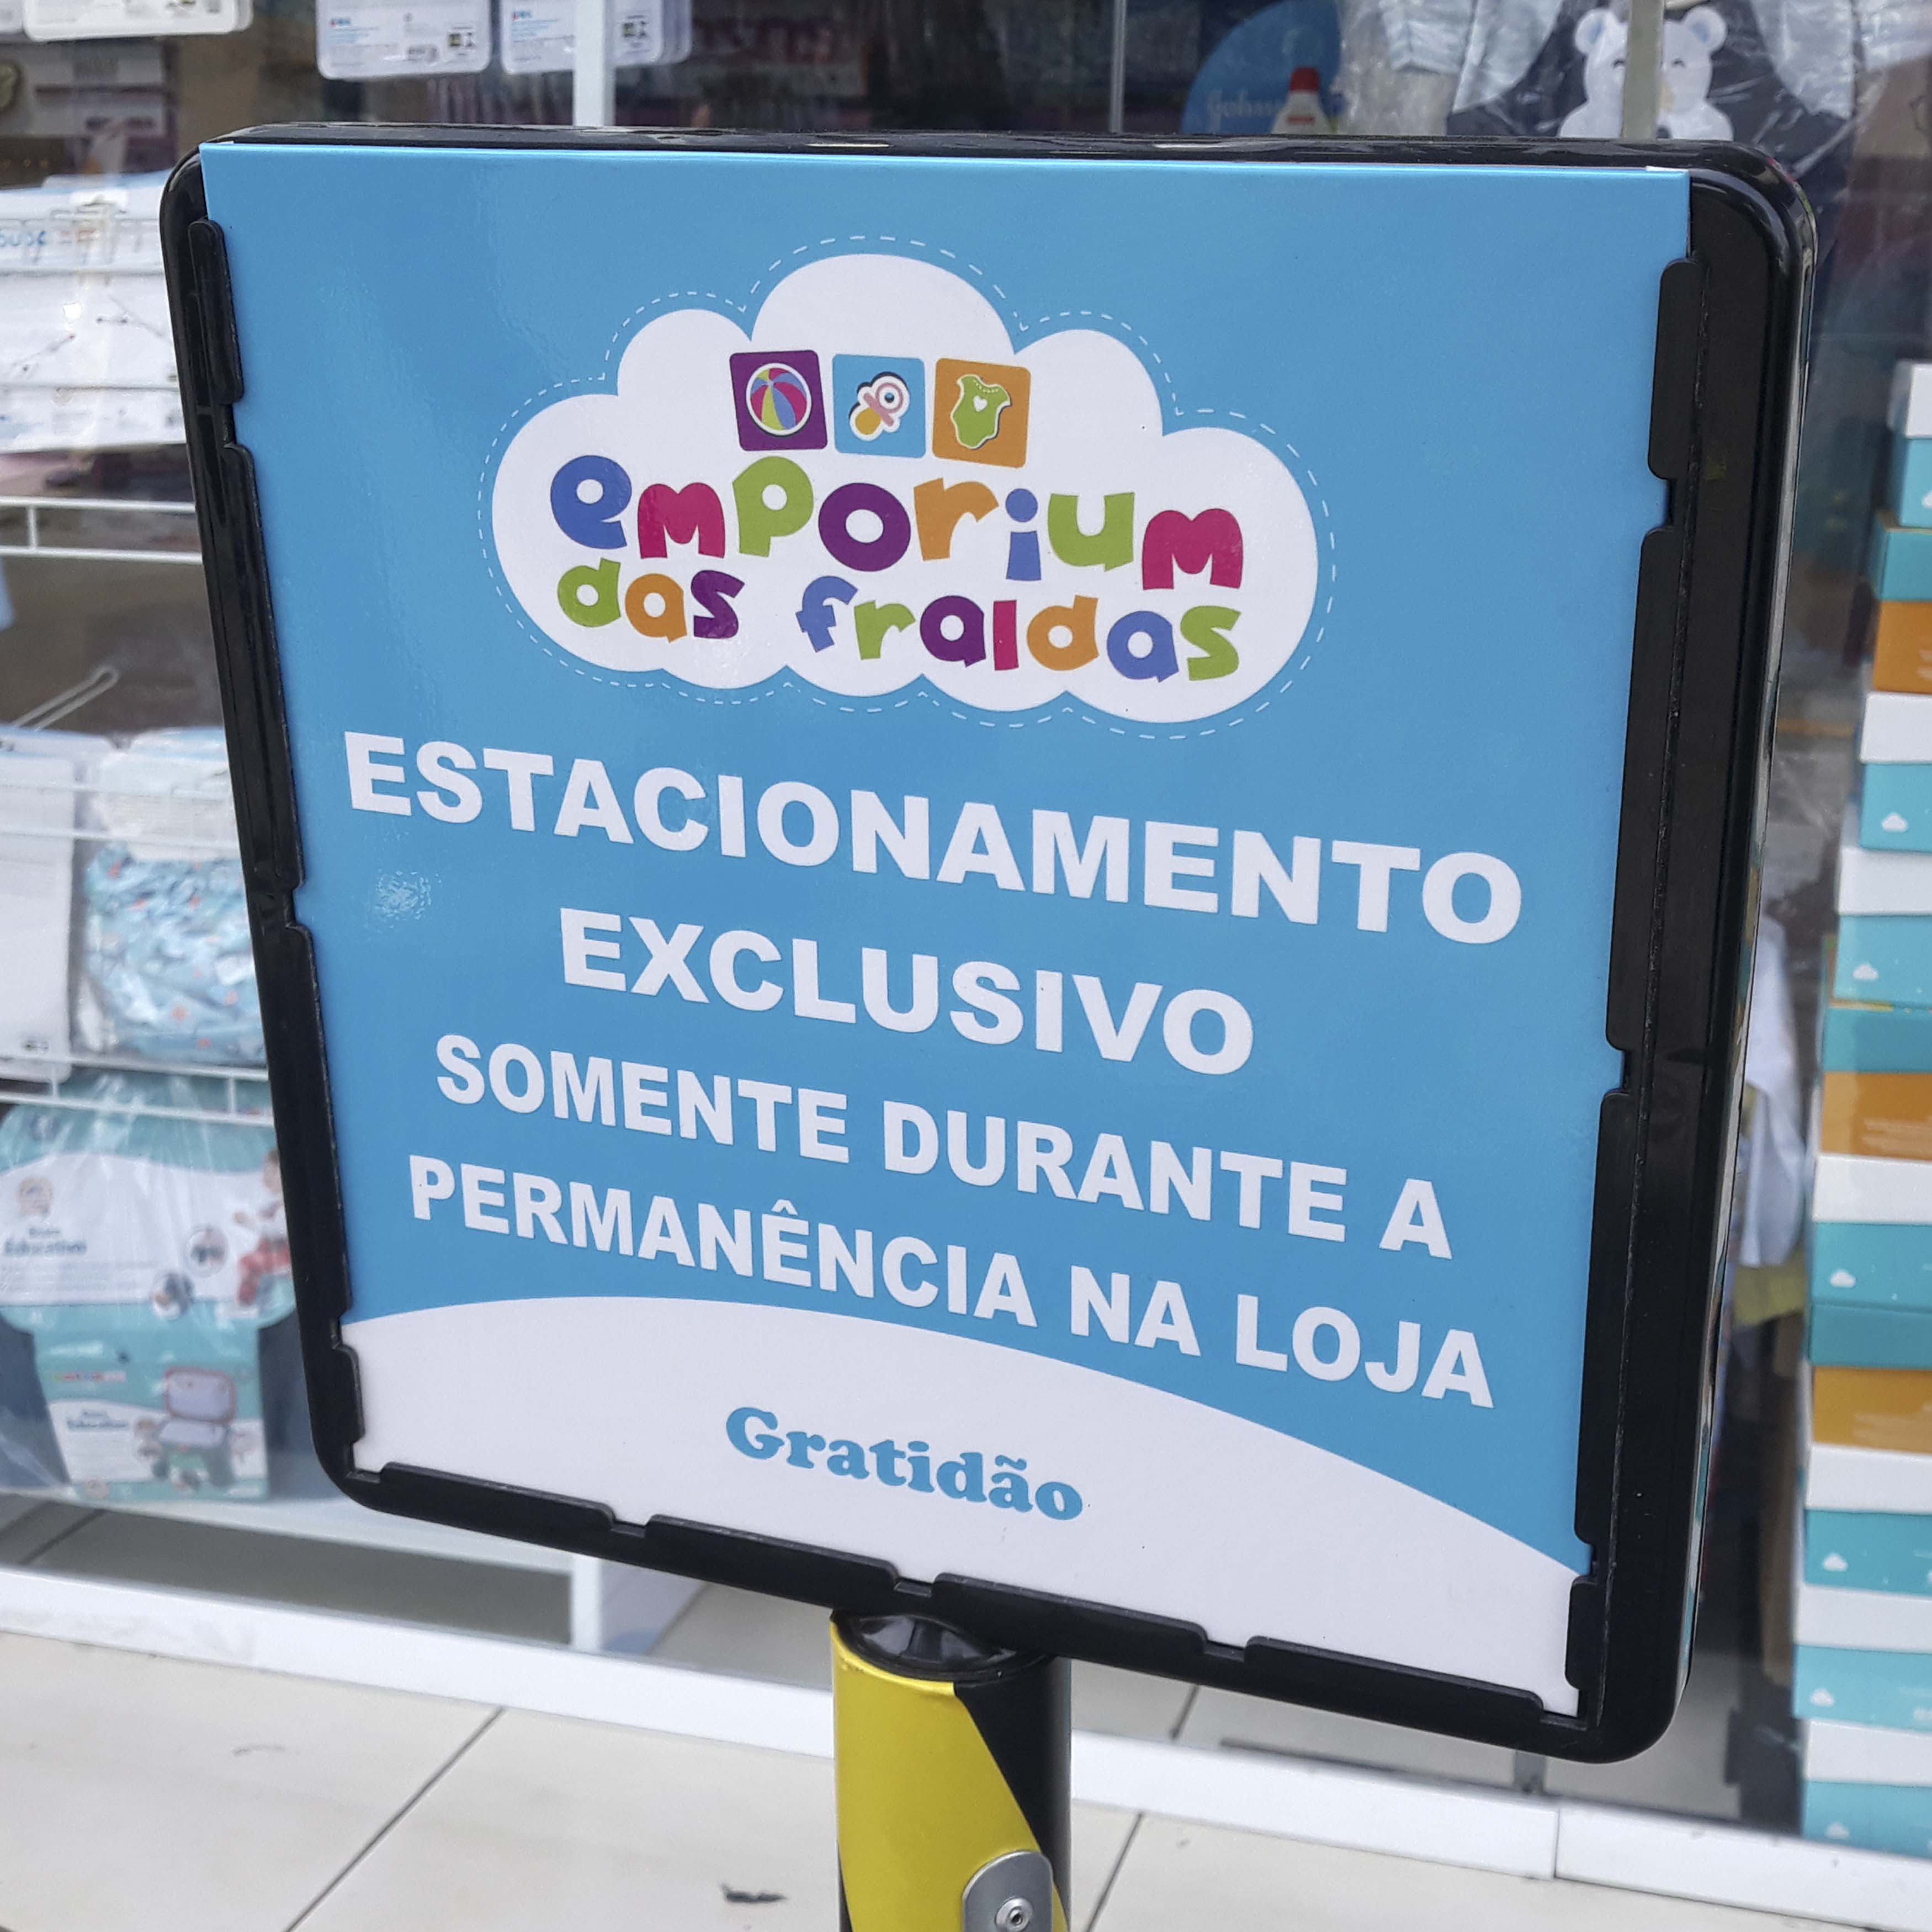 emporium
das fraldas
ESTACIONAMENTO
EXCLUSIVO
SOMENTE DURANTE A
PERMANÊNCIA NA LOJA
Gratidão